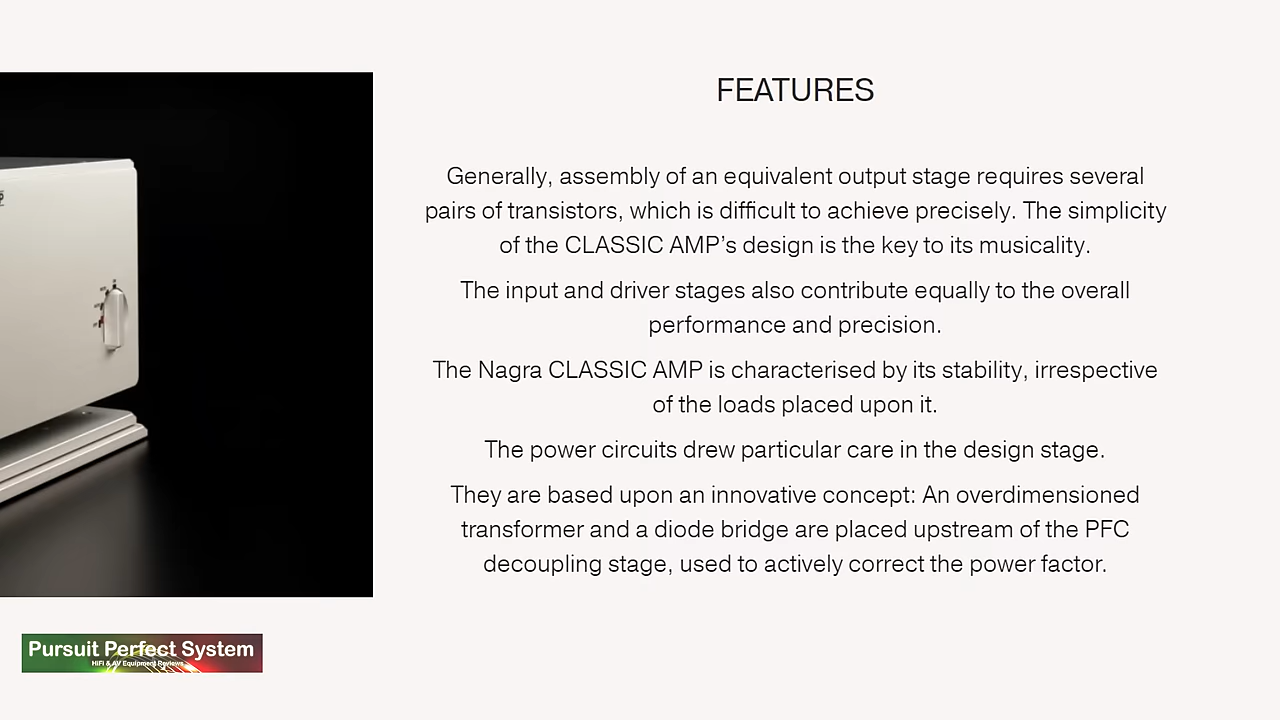 FEATURES
Generally, assembly of an equivalent output stage requires several
pairs of transistors, which is difficult to achieve precisely. The simplicity
of the CLASSIC AMP’s design is the key to its musicality.
The input and driver stages also contribute equally to the overall
performance and precision.
The Nagra CLASSIC AMP is characterised by its stability, irrespective
of the loads placed upon it.
The power circuits drew particular care in the design stage.
They are based upon an innovative concept: An overdimensioned
transformer and a diode bridge are placed upstream of the PFC
decoupling stage, used to actively correct the power factor.
Pursuit Perfect System
HiFi & AV Equipment Reviews